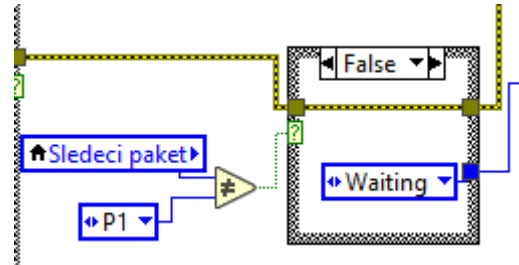 False
?
?
Sledeci paket
≠
Waiting
P1